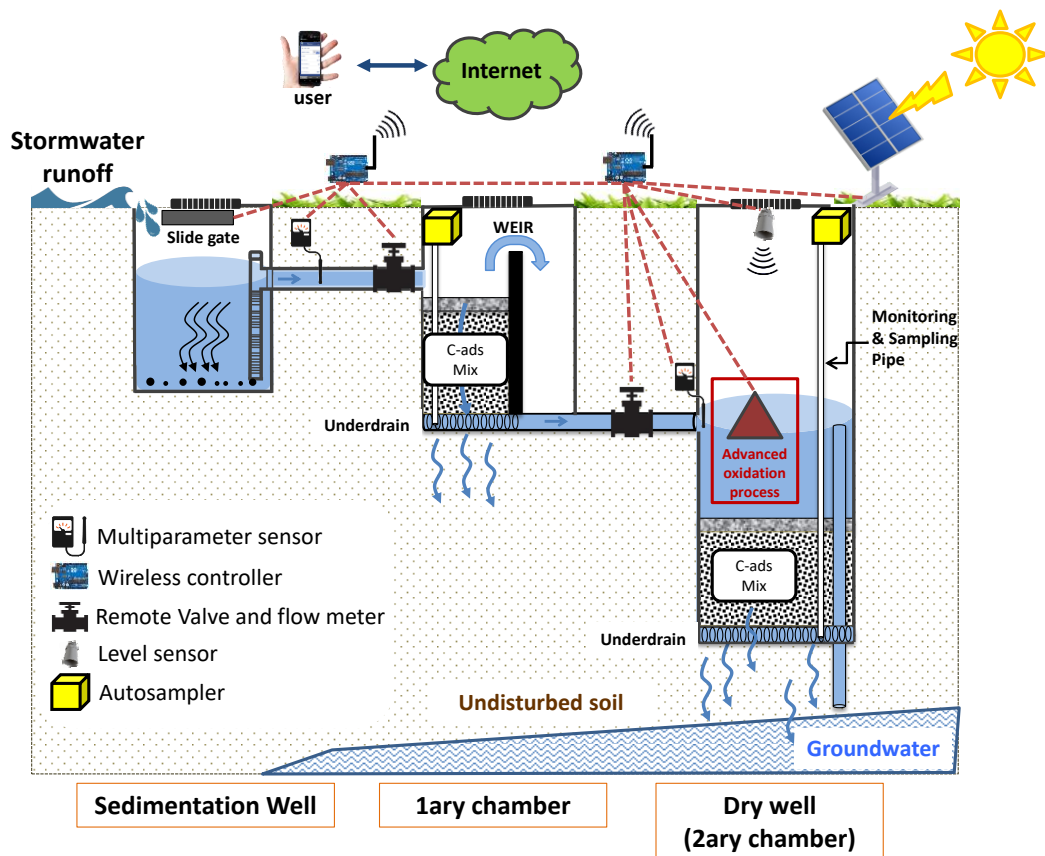 user
Internet
Stormwater
runoff
Slide gate
WEIR
Monitoring
& Sampling
Pipe
C-ads
Mix
Underdrain
Advanced
oxidation
process
C-ads
Mix
Underdrain
Multiparameter sensor
Wireless controller
Remote Valve and flow meter
Level sensor
Autosampler
Undisturbed soil
Groundwater
Sedimentation Well
1ary chamber
Dry well
(2ary chamber)